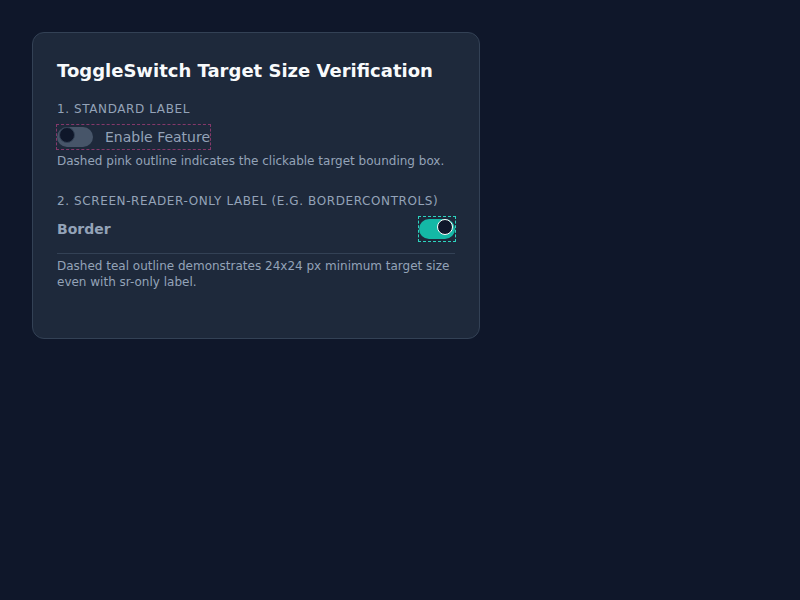 ToggleSwitch Target Size Verification
1. STANDARD LABEL
Enable Feature
Dashed pink outline indicates the clickable target bounding box.
2. SCREEN-READER-ONLY LABEL (E.G. BORDERCONTROLS)
Border
Dashed teal outline demonstrates 24x24 px minimum target size
even with sr-only label.